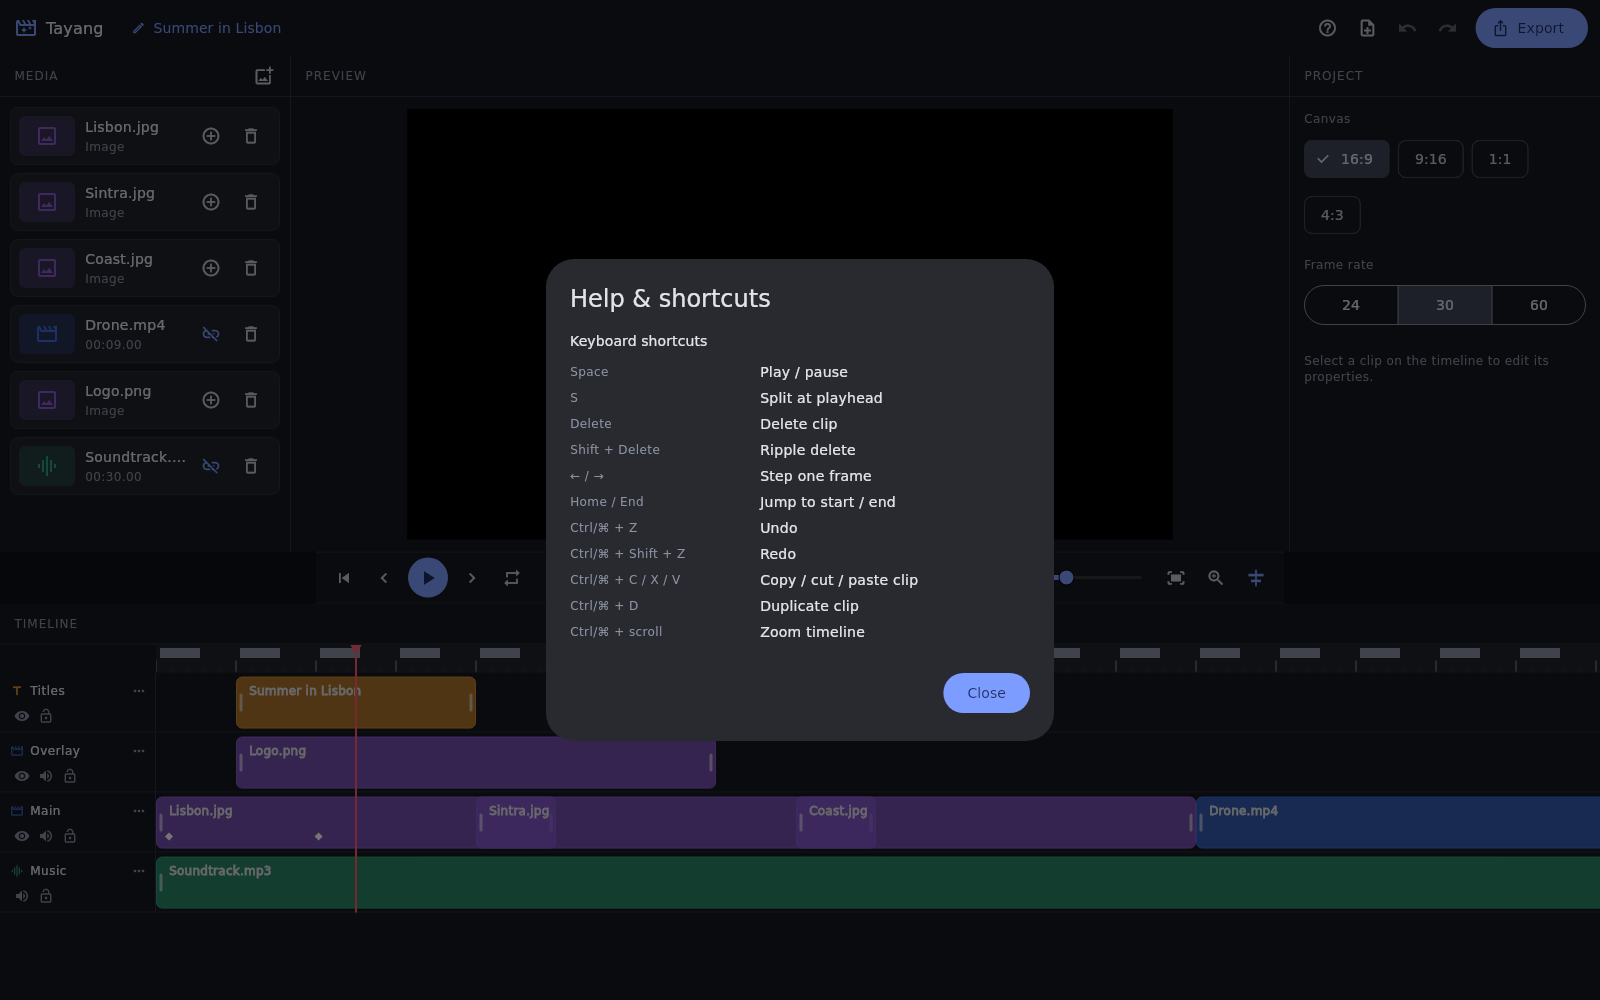 Tayang
Summer in Lisbon
Export
MEDIA
PREVIEW
PROJECT
Lisbon.jpg
Image
Sintra.jpg
Image
Coast.jpg
Image
Drone.mp4
00:09.00
Logo.png
Image
Soundtrack....
00:30.00
Canvas
16:9
9:16
1:1
4:3
Frame rate
24
30
60
Select a clip on the timeline to edit its
properties.
Help & shortcuts
Keyboard shortcuts
Space Play / pause
S Split at playhead
Delete Delete clip
Shift + Delete Ripple delete
← / → Step one frame
Home / End Jump to start / end
Ctrl/⌘ + Z Undo
Ctrl/⌘ + Shift + Z Redo
Ctrl/⌘ + C / X / V Copy / cut / paste clip
Ctrl/⌘ + D Duplicate clip
Ctrl/⌘ + scroll Zoom timeline
Close
TIMELINE
Titles
Summer in Lisbon
Overlay
Logo.png
Main
Lisbon.jpg
Sintra.jpg
Coast.jpg
Drone.mp4
Music
Soundtrack.mp3